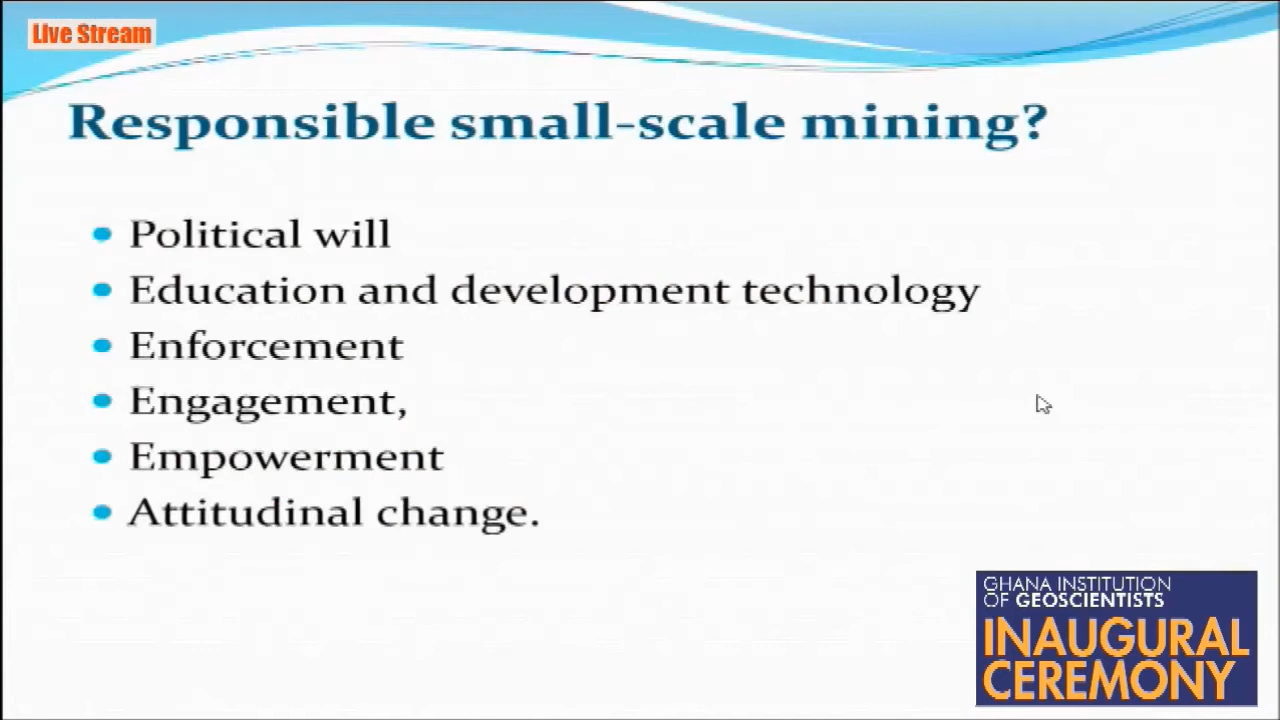 Live Stream
Responsible small-scale mining?
Political will
Education and development technology
Enforcement
Engagement,
Empowerment
Attitudinal change.
GHANA INSTITUTION
OF GEOSCIENTISTS
INAUGURAL
CEREMONY